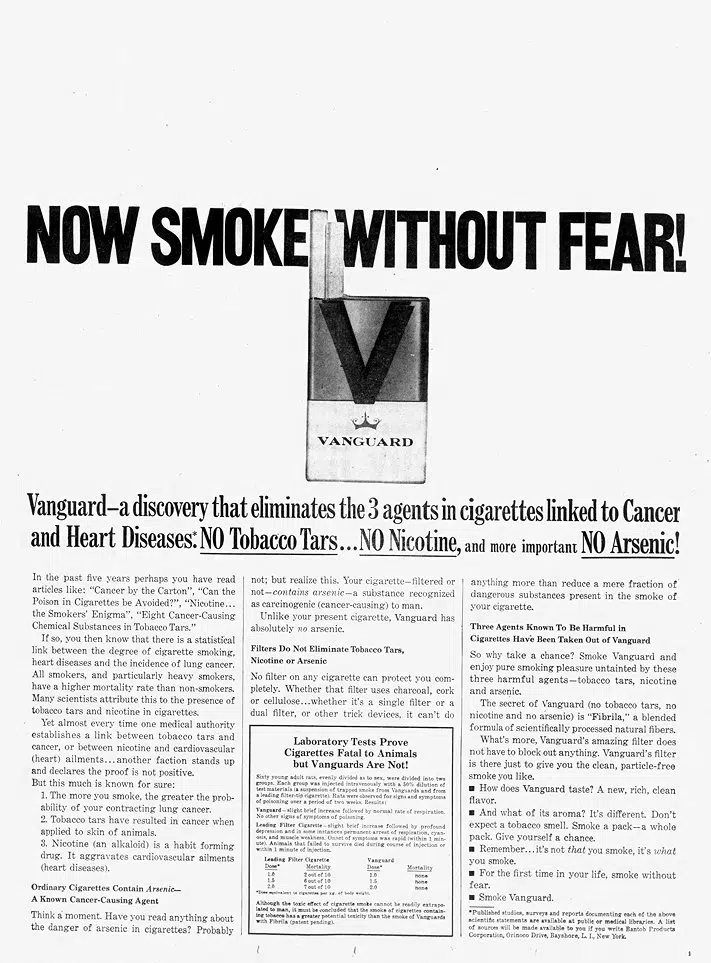 NOW SMOKE WITHOUT FEAR!
V
VANGUARD
Vanguard—a discovery that eliminates the 3 agents in cigarettes linked to Cancer
and Heart Diseases*: NO Tobacco Tars...NO Nicotine, and more important NO Arsenic!
In the past five years perhaps you have read
articles like: “Cancer by the Carton”, “Can the
Poison in Cigarettes be Avoided?”, “Nicotine...
the Smokers' Enigma”, “Eight Cancer-Causing
Chemical Substances in Tobacco Tars.”
If so, you then know that there is a statistical
link between the degree of cigarette smoking,
heart diseases and the incidence of lung cancer.
All smokers, and particularly heavy smokers,
have a higher mortality rate than non-smokers.
Many scientists attribute this to the presence of
tobacco tars and nicotine in cigarettes.
Yet almost every time one medical authority
establishes a link between tobacco tars and
cancer, or between nicotine and cardiovascular
(heart) ailments...another faction stands up
and declares the proof is not positive.
But this much is known for sure:
1. The more you smoke, the greater the prob-
ability of your contracting lung cancer.
2. Tobacco tars have resulted in cancer when
applied to skin of animals.
3. Nicotine (an alkaloid) is a habit forming
drug. It aggravates cardiovascular ailments
(heart diseases).
Ordinary Cigarettes Contain Arsenic—
A Known Cancer-Causing Agent
Think a moment. Have you read anything about
the danger of arsenic in cigarettes? Probably
not; but realize this. Your cigarette—filtered or
not—contains arsenic—a substance recognized
as carcinogenic (cancer-causing) to man.
Unlike your present cigarette, Vanguard has
absolutely no arsenic.
Filters Do Not Eliminate Tobacco Tars,
Nicotine or Arsenic
No filter on any cigarette can protect you com-
pletely. Whether that filter uses charcoal, cork
or cellulose...whether it's a single filter or a
dual filter, or other trick devices, it can't do
Laboratory Tests Prove
Cigarettes Fatal to Animals
but Vanguards Are Not!
Sixty young adult rats, evenly divided as to sex, were divided into two
groups. Each group was injected intravenously with a 50% dilution of
test materials (a suspension of trapped smoke from Vanguards and from
a leading filter-tip cigarette). Rats were observed for signs and symptoms
of poisoning over a period of two weeks. Results:
Vanguard—slight brief increase followed by normal rate of respiration.
No other signs of symptoms of poisoning.
Leading Filter Cigarette—slight brief increase followed by profound
depression and in some instances permanent arrest of respiration, cyan-
osis, and muscle weakness. Onset of symptoms was rapid (within 1 min-
ute). Animals that failed to survive died during course of injection or
within 1 minute of injection.
Leading Filter Cigarette Vanguard
Dose* Mortality Dose* Mortality
1.0 2 out of 10 1.0 none
1.5 6 out of 10 1.5 none
2.0 7 out of 10 2.0 none
*Dose equivalent to cigarettes per kg. of body weight.
Although the toxic effect of cigarette smoke cannot be readily extrapo-
lated to man, it must be concluded that the smoke of cigarettes contain-
ing tobacco has a greater potential toxicity than the smoke of Vanguards
with Fibrila (patent pending).
anything more than reduce a mere fraction of
dangerous substances present in the smoke of
your cigarette.
Three Agents Known To Be Harmful in
Cigarettes Have Been Taken Out of Vanguard
So why take a chance? Smoke Vanguard and
enjoy pure smoking pleasure untainted by these
three harmful agents—tobacco tars, nicotine
and arsenic.
The secret of Vanguard (no tobacco tars, no
nicotine and no arsenic) is “Fibrila,” a blended
formula of scientifically processed natural fibers.
What's more, Vanguard's amazing filter does
not have to block out anything. Vanguard's filter
is there just to give you the clean, particle-free
smoke you like.
■ How does Vanguard taste? A new, rich, clean
flavor.
■ And what of its aroma? It's different. Don't
expect a tobacco smell. Smoke a pack—a whole
pack. Give yourself a chance.
■ Remember...it's not that you smoke, it's what
you smoke.
■ For the first time in your life, smoke without
fear.
■ Smoke Vanguard.
*Published studies, surveys and reports documenting each of the above
scientific statements are available at public or medical libraries. A list
of sources will be made available to you if you write Bantob Products
Corporation, Orinoco Drive, Bayshore, L. I., New York.
1